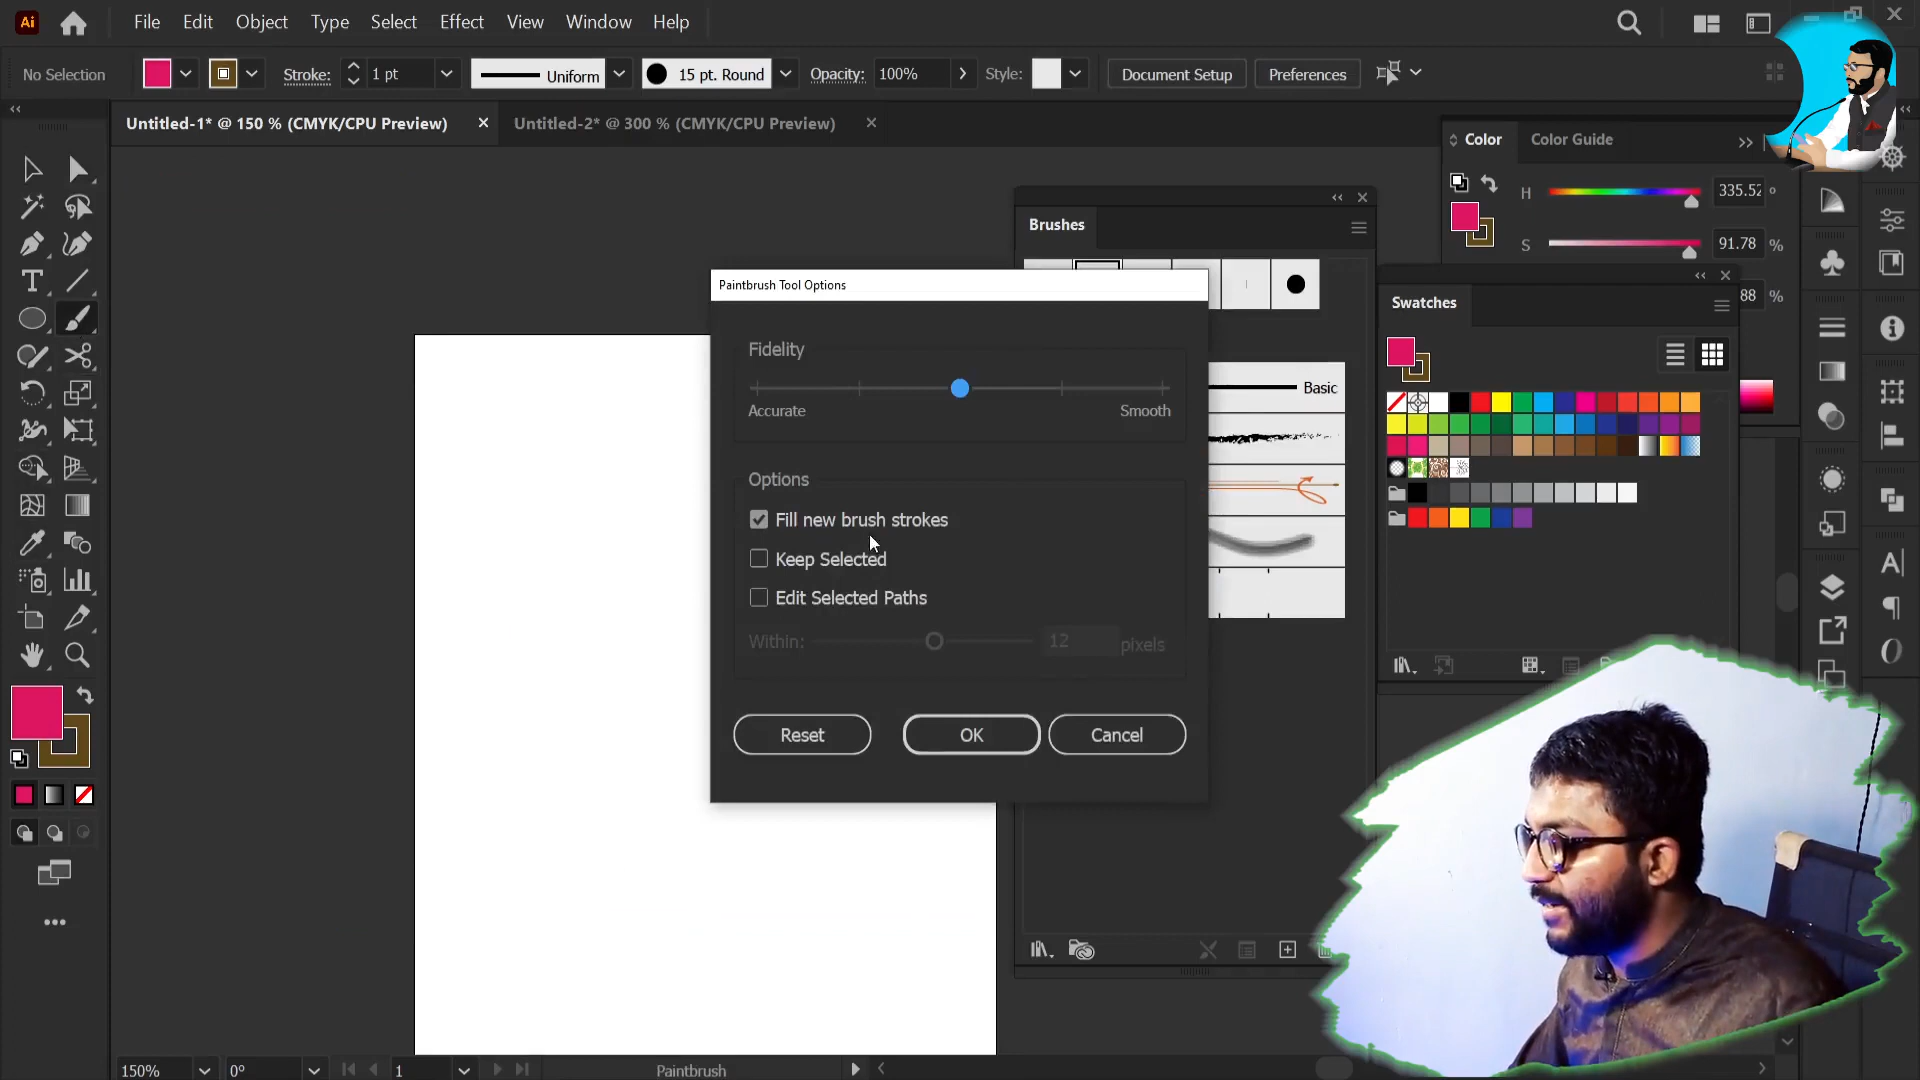 Ai File Edit Object Type Select Effect View Window Help
No Selection Stroke: 1 pt Uniform 15 pt. Round Opacity: 100% Style: Document Setup Preferences
Untitled-1* @ 150 % (CMYK/CPU Preview) Untitled-2* @ 300 % (CMYK/CPU Preview)
Color Color Guide
H 335.52 °
S 91.78 %
88 %
Brushes
Basic
Swatches
Paintbrush Tool Options
Fidelity
Accurate Smooth
Options
Fill new brush strokes
Keep Selected
Edit Selected Paths
Within: 12 pixels
Reset OK Cancel
150% 0° 1 Paintbrush